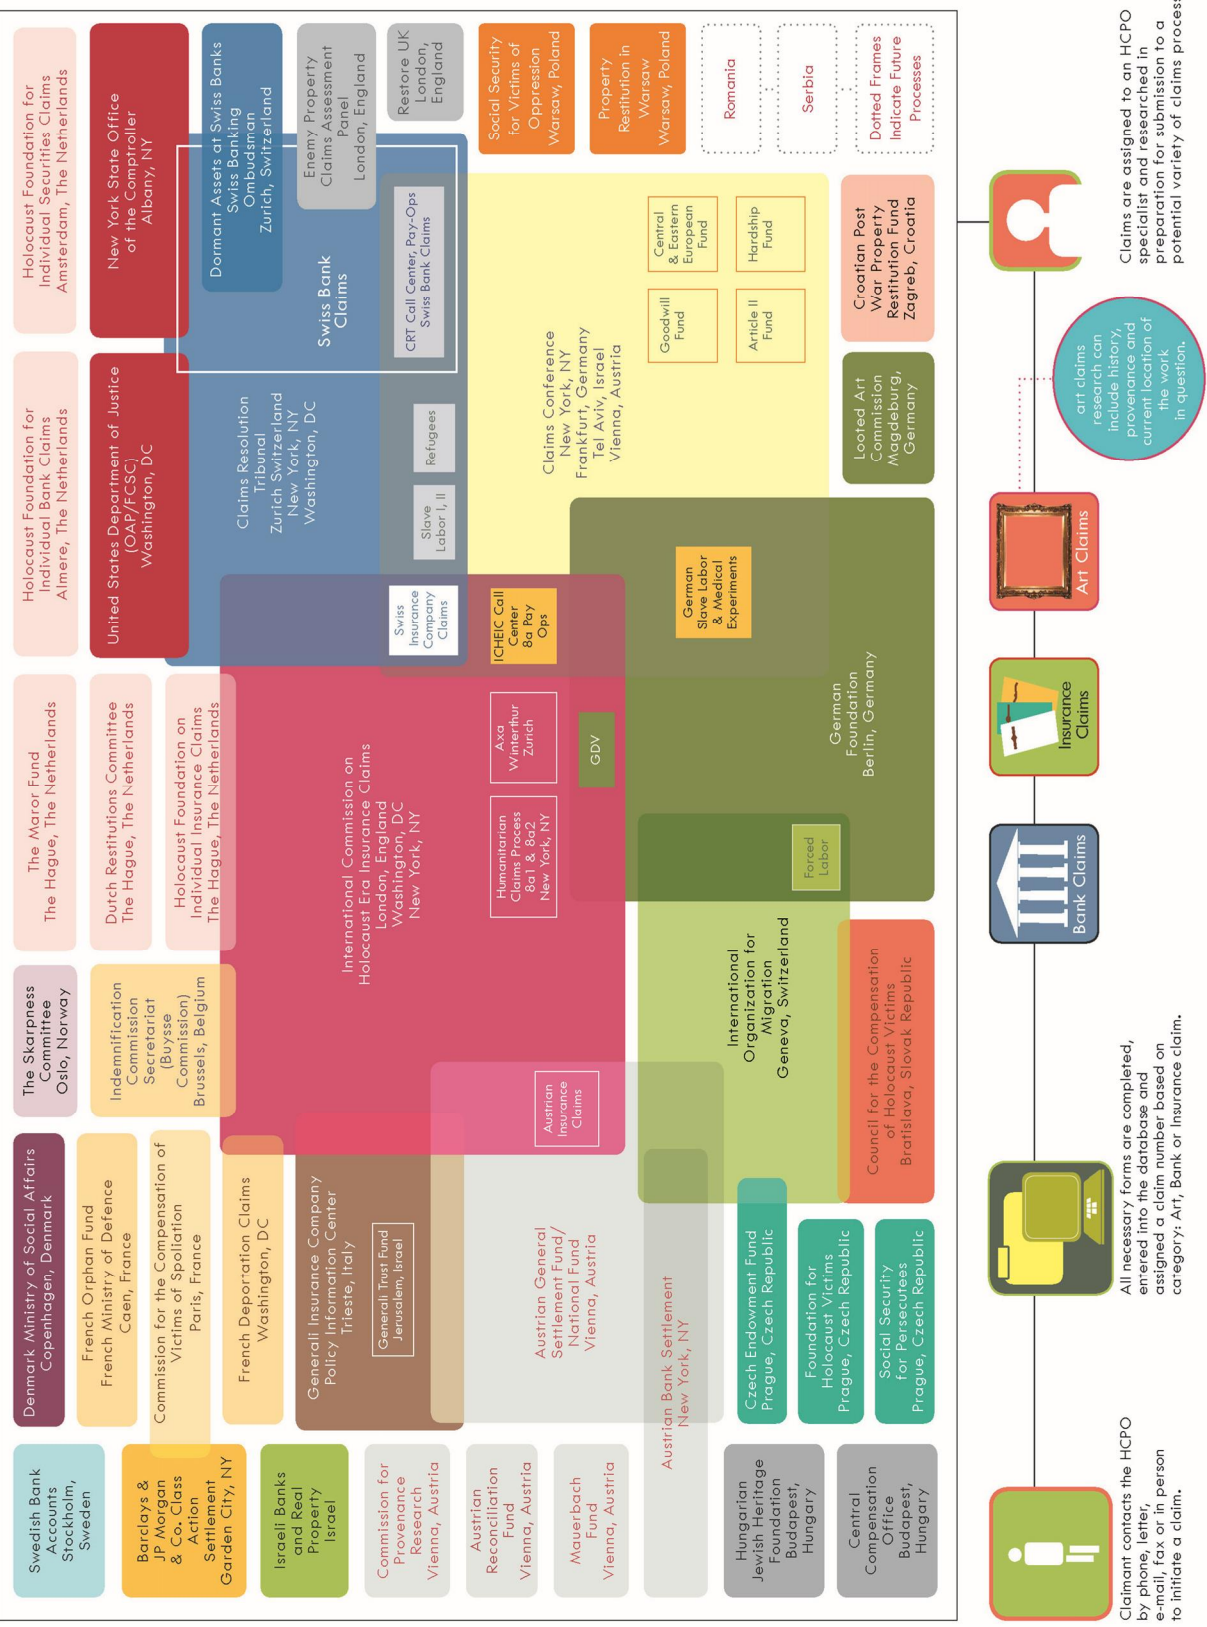 Swedish Bank
Accounts
Stockholm,
Sweden
Barclays &
JP Morgan
& Co. Class
Action
Settlement
Garden City, NY
Israeli Banks
and Real
Property
Israel
Commission for
Provenance
Research
Vienna, Austria
Austrian
Reconciliation
Fund
Vienna, Austria
Mauerbach
Fund
Vienna, Austria
Hungarian
Jewish Heritage
Foundation
Budapest,
Hungary
Central
Compensation
Office
Budapest,
Hungary
Denmark Ministry of Social Affairs
Copenhagen, Denmark
French Orphan Fund
French Ministry of Defence
Caen, France
Commission for the Compensation of
Victims of Spoliation
Paris, France
French Deportation Claims
Washington, DC
Generali Insurance Company
Policy Information Center
Trieste, Italy
Generali Trust Fund
Jerusalem, Israel
Austrian General
Settlement Fund/
National Fund
Vienna, Austria
Austrian Bank Settlement
New York, NY
Czech Endowment Fund
Prague, Czech Republic
Foundation for
Holocaust Victims
Prague, Czech Republic
Social Security
for Persecutees
Prague, Czech Republic
The Skarpness
Committee
Oslo, Norway
Indemnification
Commission
Secretariat
(Buysse
Commission)
Brussels, Belgium
Austrian
Insurance
Claims
International
Organization for
Migration
Geneva, Switzerland
Council for the Compensation
of Holocaust Victims
Bratislava, Slovak Republic
The Maror Fund
The Hague, The Netherlands
Dutch Restitutions Committee
The Hague, The Netherlands
Holocaust Foundation on
Individual Insurance Claims
The Hague, The Netherlands
International Commission on
Holocaust Era Insurance Claims
London, England
Washington, DC
New York, NY
Humanitarian
Claims Process
8a1 & 8a2
New York, NY
Axa
Winterthur
Zurich
GDV
Forced
Labor
German
Foundation
Berlin, Germany
Holocaust Foundation for
Individual Bank Claims
Almere, The Netherlands
United States Department of Justice
(OAP/FCSC)
Washington, DC
Claims Resolution
Tribunal
Zurich Switzerland
New York, NY
Washington, DC
Swiss
Insurance
Company
Claims
Slave
Labor I, II
Refugees
ICHEIC Call
Center
8a Pay
Ops
German
Slave Labor
& Medical
Experiments
Claims Conference
New York, NY
Frankfurt, Germany
Tel Aviv, Israel
Vienna, Austria
Looted Art
Commission
Magdeburg,
Germany
Holocaust Foundation for
Individual Securities Claims
Amsterdam, The Netherlands
New York State Office
of the Comptroller
Albany, NY
Dormant Assets at Swiss Banks
Swiss Banking
Ombudsman
Zurich, Switzerland
Swiss Bank
Claims
Enemy Property
Claims Assessment
Panel
London, England
CRT Call Center, Pay-Ops
Swiss Bank Claims
Restore UK
London,
England
Social Security
for Victims of
Oppression
Warsaw, Poland
Property
Restitution in
Warsaw
Warsaw, Poland
Goodwill
Fund
Central
& Eastern
European
Fund
Article II
Fund
Hardship
Fund
Romania
Serbia
Dotted Frames
Indicate Future
Processes
Croatian Post
War Property
Restitution Fund
Zagreb, Croatia
Claimant contacts the HCPO
by phone, letter,
e-mail, fax or in person
to initiate a claim.
All necessary forms are completed,
entered into the database and
assigned a claim number based on
category: Art, Bank or Insurance claim.
Bank Claims
Insurance
Claims
Art Claims
art claims
research can
include history,
provenance and
current location of
the work
in question.
Claims are assigned to an HCPO
specialist and researched in
preparation for submission to a
potential variety of claims process